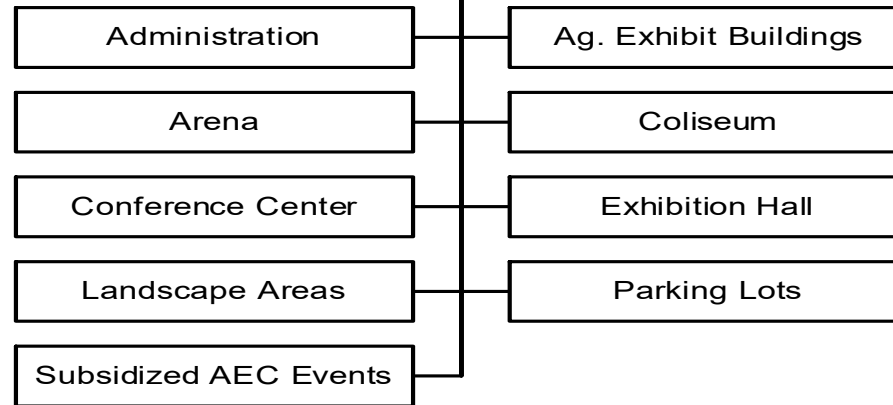 Administration
Ag. Exhibit Buildings
Arena
Coliseum
Conference Center
Exhibition Hall
Landscape Areas
Parking Lots
Subsidized AEC Events